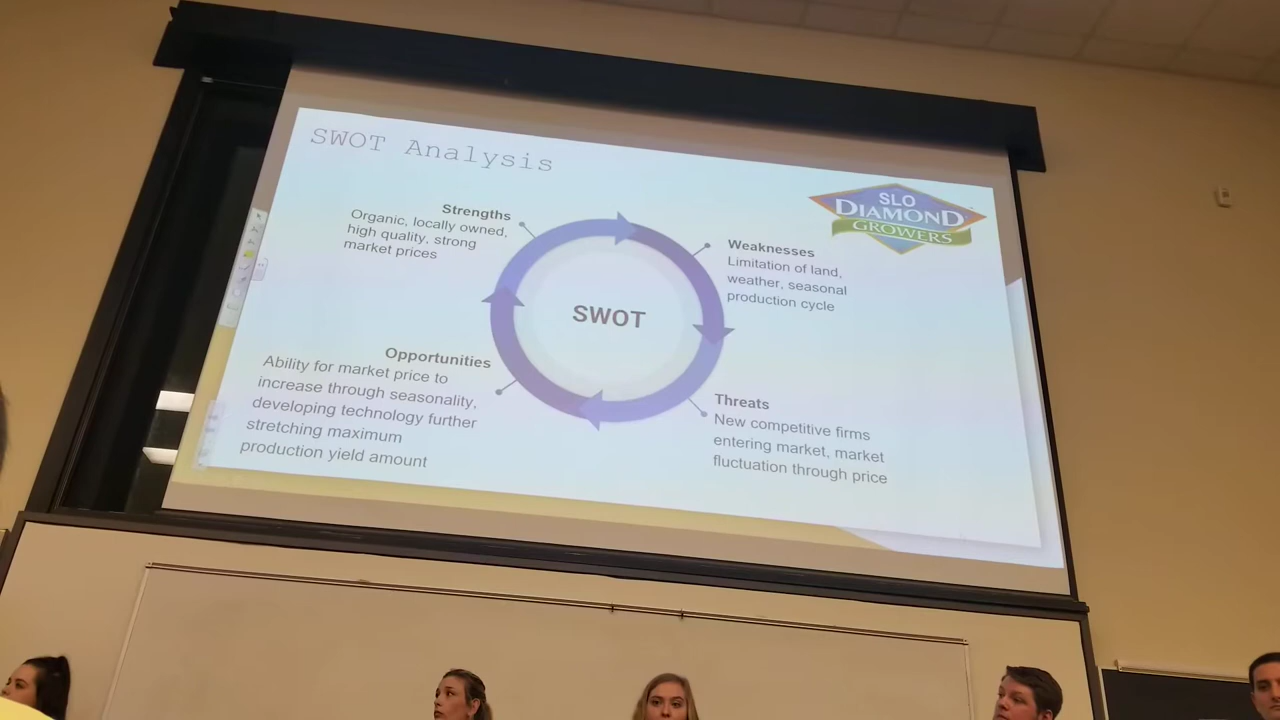 SWOT Analysis
SLO
DIAMOND
GROWERS
Strengths
Organic, locally owned,
high quality, strong
market prices
Weaknesses
Limitation of land,
weather, seasonal
production cycle
SWOT
Opportunities
Ability for market price to
increase through seasonality,
developing technology further
stretching maximum
production yield amount
Threats
New competitive firms
entering market, market
fluctuation through price